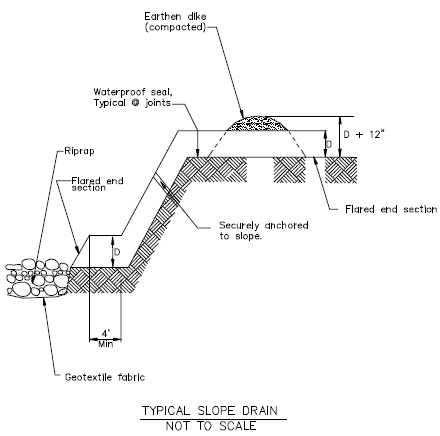 Earthen dike
(compacted)
Waterproof seal,
Typical @ joints
D
D + 12"
Riprap
Flared end
section
Flared end section
Securely anchored
to slope.
D
4'
Min
Geotextile fabric
TYPICAL SLOPE DRAIN
NOT TO SCALE